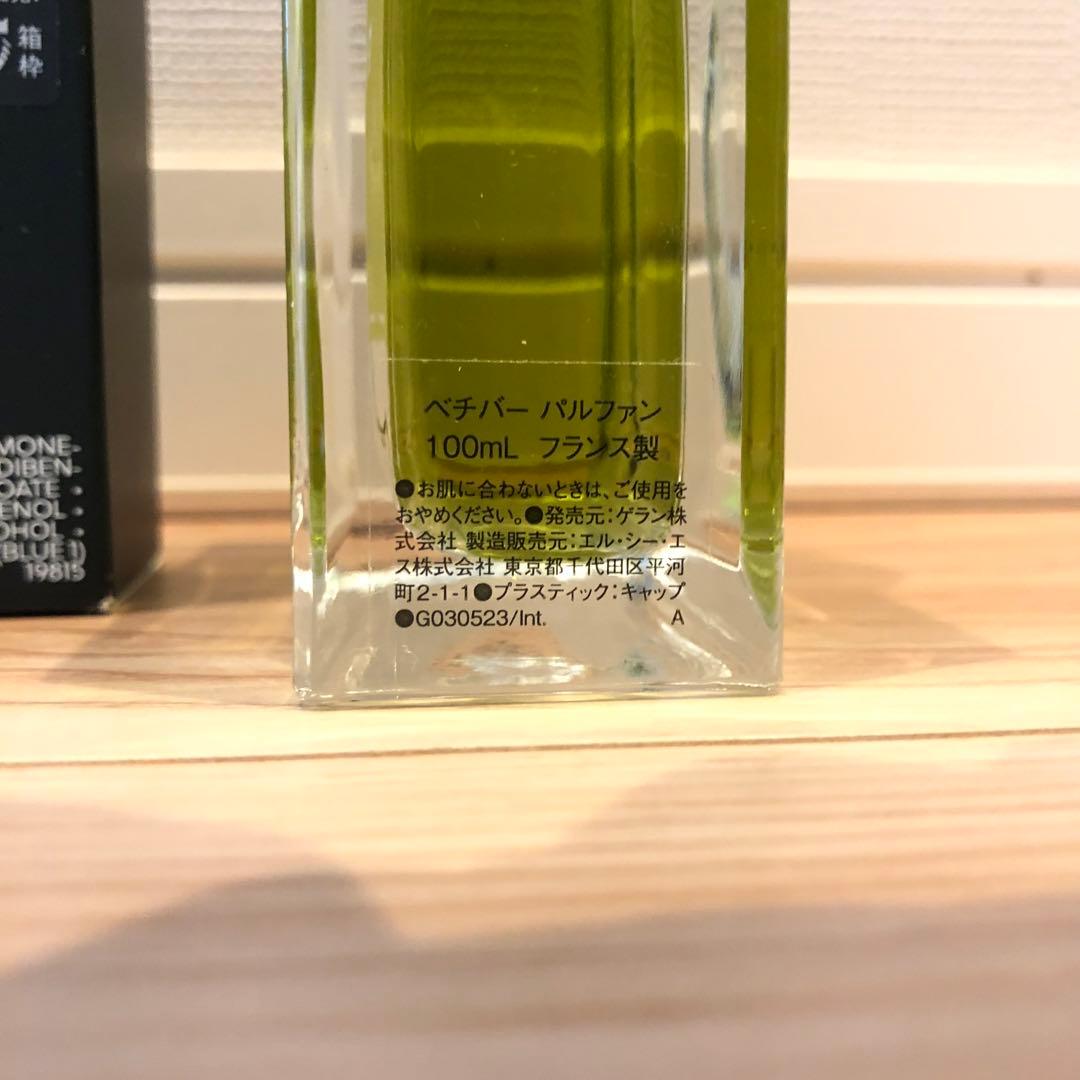 箱
枠
MONE-
DIBEN-
OATE •
ENOL •
OHOL •
(BLUE 1)
19815
ベチバー パルファン
100mL フランス製
●お肌に合わないときは、ご使用を
おやめください。●発売元:ゲラン株
式会社 製造販売元:エル・シー・エ
ス株式会社 東京都千代田区平河
町2-1-1●プラスティック:キャップ
●G030523/Int. A